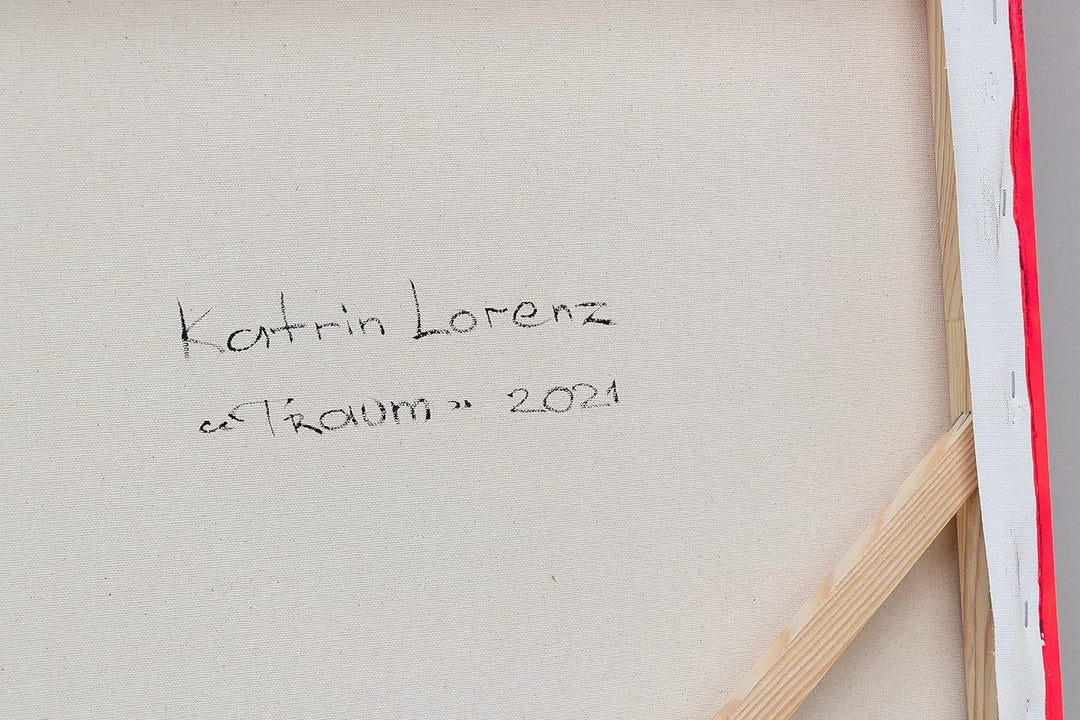 Katrin Lorenz
"Traum" 2021